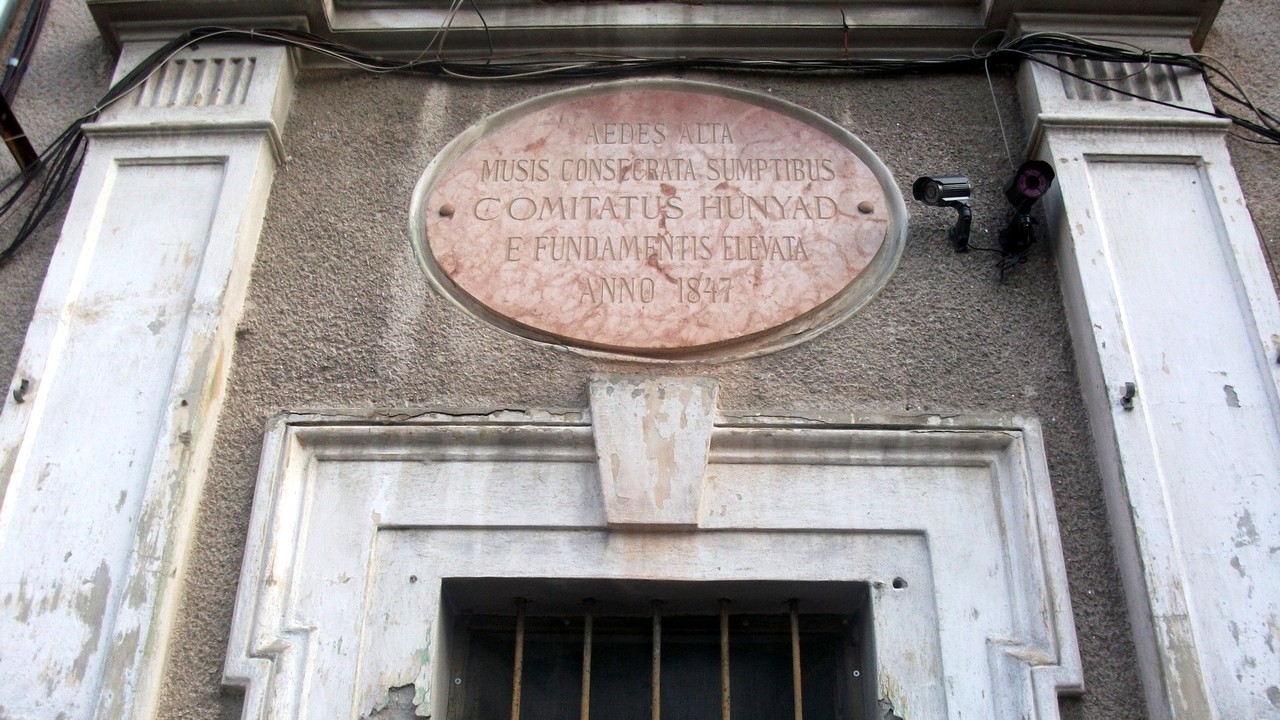 AEDES ALTA
MUSIS CONSECRATA SUMPTIBUS
COMITATUS HUNYAD
E FUNDAMENTIS ELEVATA
ANNO 1847